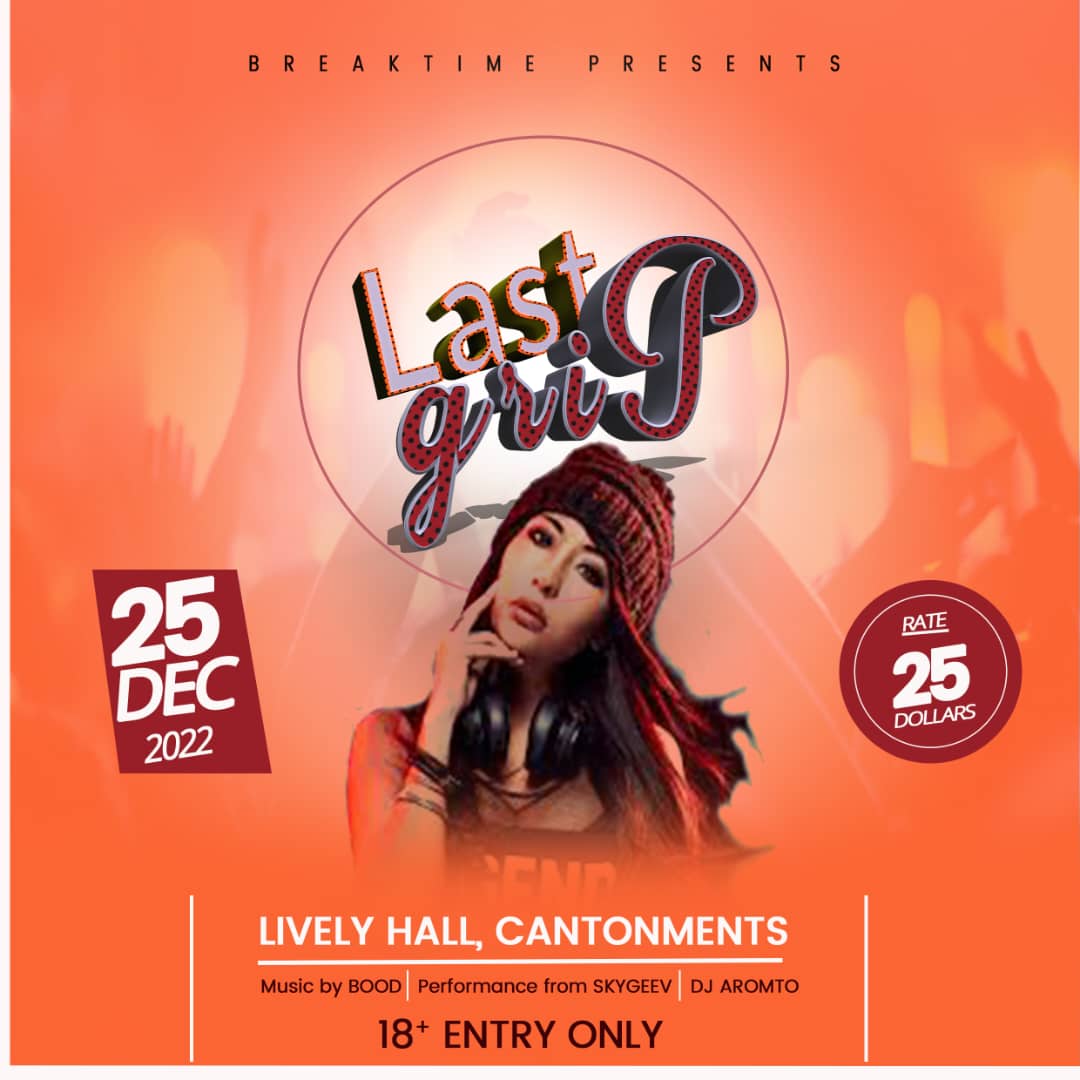 BREAKTIME PRESENTS
Last
griP
25
DEC
2022
RATE
25
DOLLARS
LIVELY HALL, CANTONMENTS
Music by BOOD | Performance from SKYGEEV | DJ AROMTO
18+ ENTRY ONLY